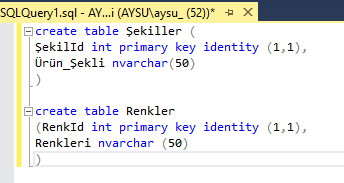 SQLQuery1.sql - AY...i (AYSU\aysu_ (52))*
create table Şekiller (
ŞekilId int primary key identity (1,1),
Ürün_Şekli nvarchar(50)
)
create table Renkler
(RenkId int primary key identity (1,1),
Renkleri nvarchar (50)
)